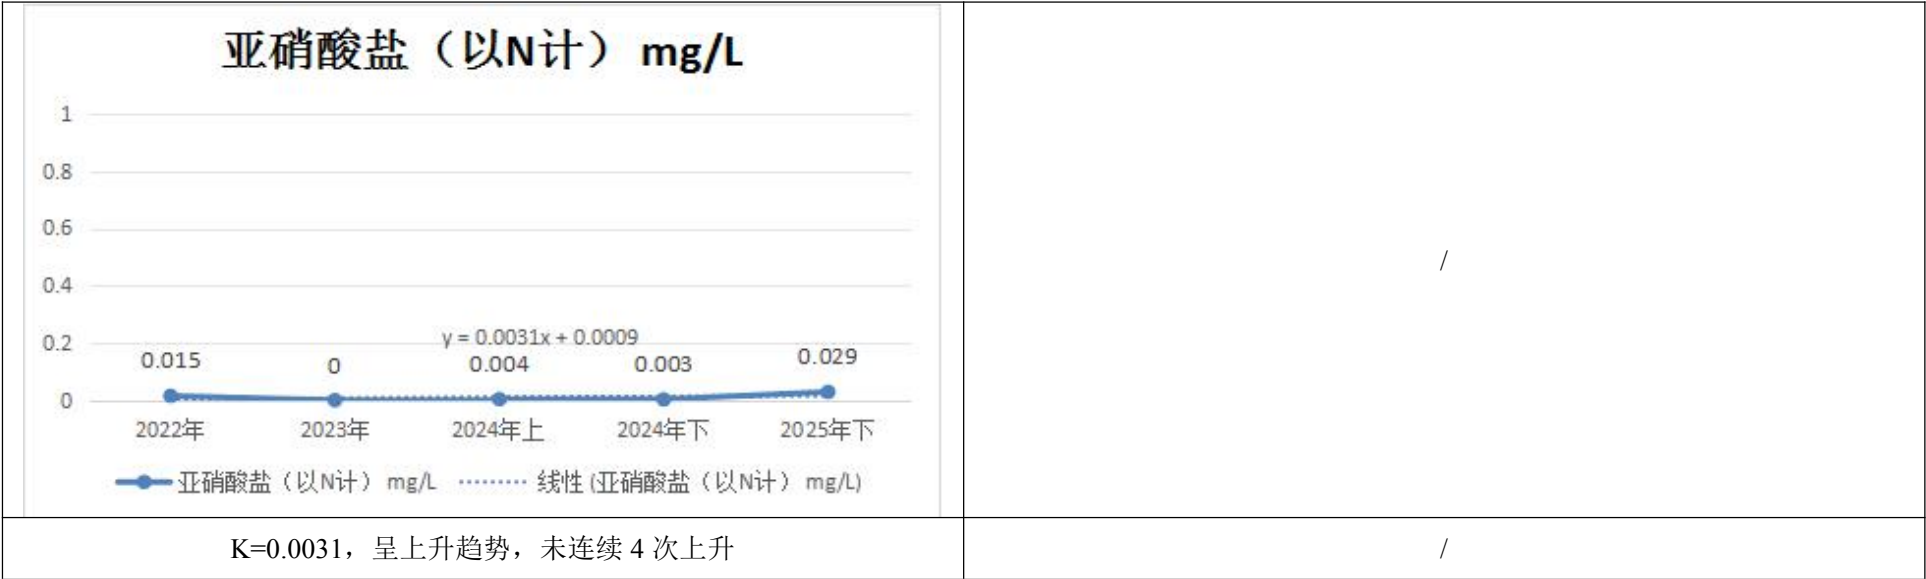 亚硝酸盐（以N计） mg/L
1
0.8
0.6
0.4
0.2
0
y = 0.0031x + 0.0009
0.015
0
0.004
0.003
0.029
2022年
2023年
2024年上
2024年下
2025年下
亚硝酸盐（以N计） mg/L
线性 (亚硝酸盐（以N计） mg/L)
/
K=0.0031，呈上升趋势，未连续 4 次上升
/